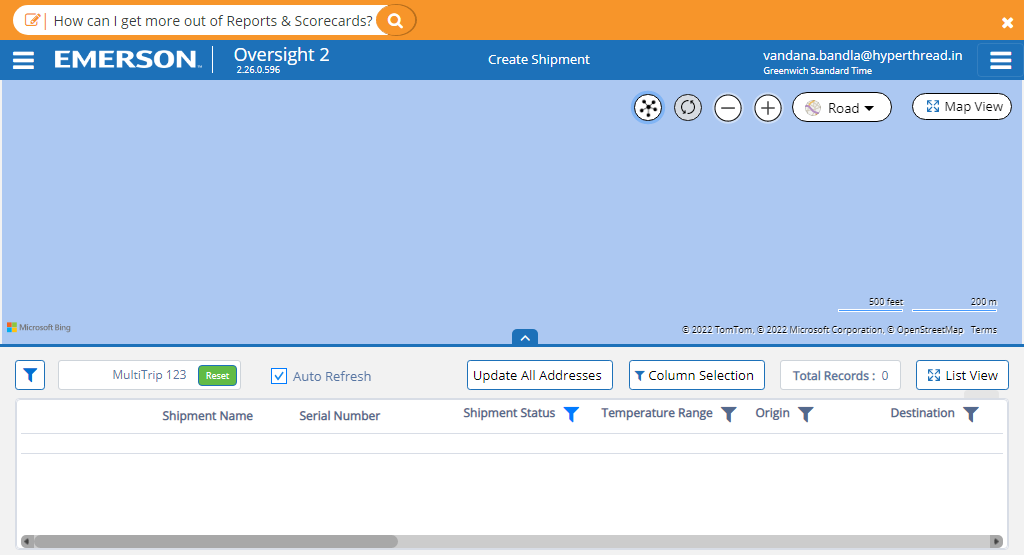 How can I get more out of Reports & Scorecards?
EMERSON™ Oversight 2
2.26.0.596
Create Shipment
vandana.bandla@hyperthread.in
Greenwich Standard Time
Road
Map View
500 feet
200 m
Microsoft Bing
© 2022 TomTom, © 2022 Microsoft Corporation, © OpenStreetMap Terms
MultiTrip 123 Reset
Auto Refresh
Update All Addresses
Column Selection
Total Records : 0
List View
Shipment Name Serial Number Shipment Status Temperature Range Origin Destination